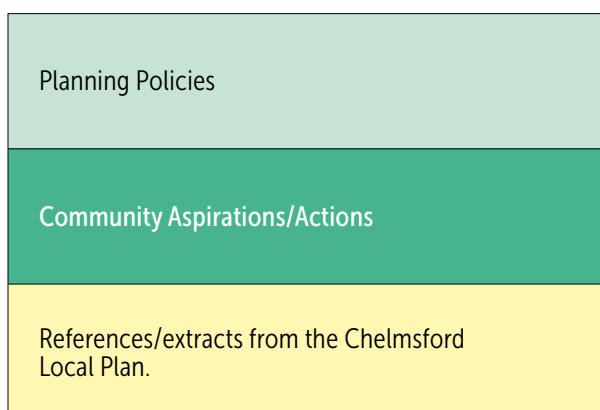 Planning Policies
Community Aspirations/Actions
References/extracts from the Chelmsford
Local Plan.